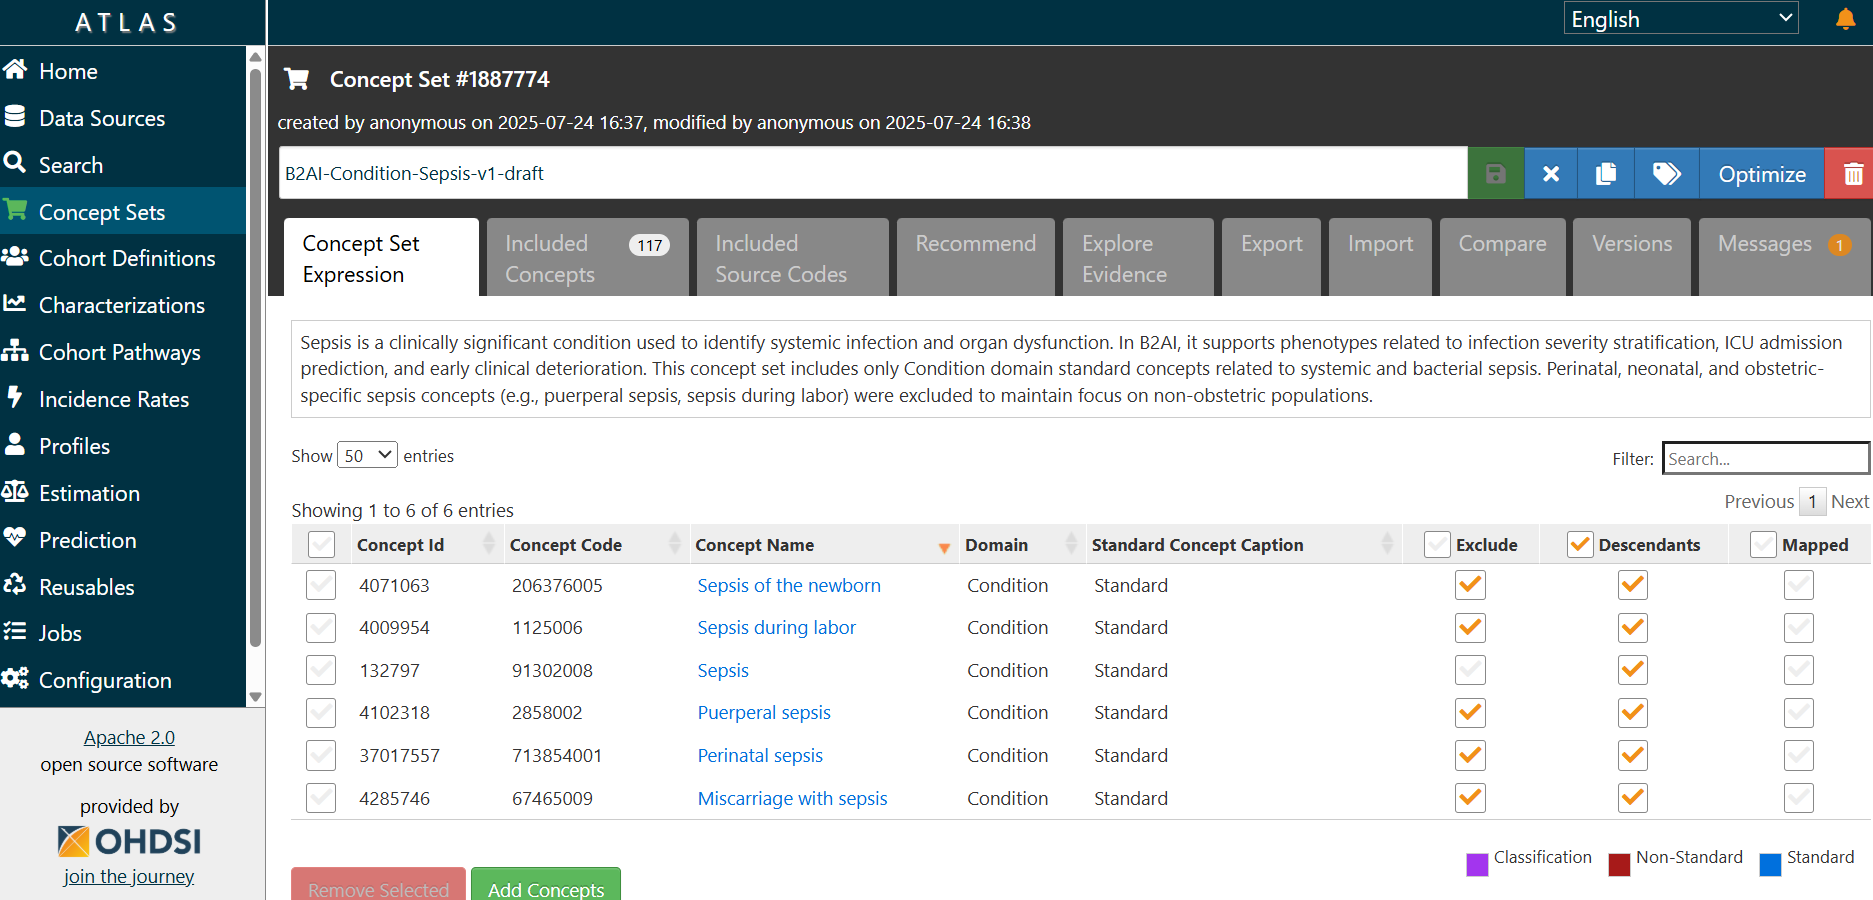 ATLAS
English
Home
Data Sources
Search
Concept Sets
Cohort Definitions
Characterizations
Cohort Pathways
Incidence Rates
Profiles
Estimation
Prediction
Reusables
Jobs
Configuration
Apache 2.0
open source software
provided by
OHDSI
join the journey
Concept Set #1887774
created by anonymous on 2025-07-24 16:37, modified by anonymous on 2025-07-24 16:38
B2AI-Condition-Sepsis-v1-draft
Optimize
Concept Set Expression
Included Concepts 117
Included Source Codes
Recommend
Explore Evidence
Export
Import
Compare
Versions
Messages 1
Sepsis is a clinically significant condition used to identify systemic infection and organ dysfunction. In B2AI, it supports phenotypes related to infection severity stratification, ICU admission
prediction, and early clinical deterioration. This concept set includes only Condition domain standard concepts related to systemic and bacterial sepsis. Perinatal, neonatal, and obstetric-
specific sepsis concepts (e.g., puerperal sepsis, sepsis during labor) were excluded to maintain focus on non-obstetric populations.
Show 50 entries
Filter: Search...
Showing 1 to 6 of 6 entries
Previous 1 Next
Concept Id Concept Code Concept Name Domain Standard Concept Caption Exclude Descendants Mapped
4071063 206376005 Sepsis of the newborn Condition Standard
4009954 1125006 Sepsis during labor Condition Standard
132797 91302008 Sepsis Condition Standard
4102318 2858002 Puerperal sepsis Condition Standard
37017557 713854001 Perinatal sepsis Condition Standard
4285746 67465009 Miscarriage with sepsis Condition Standard
Classification Non-Standard Standard
Remove Selected Add Concepts